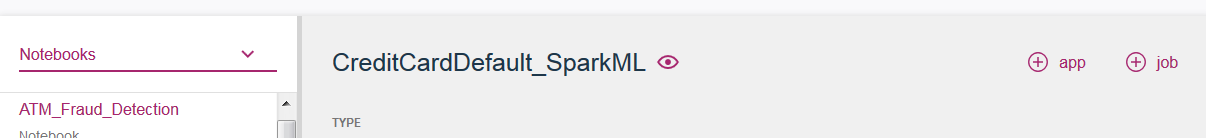 Notebooks
CreditCardDefault_SparkML
app
job
ATM_Fraud_Detection
Notebook
TYPE